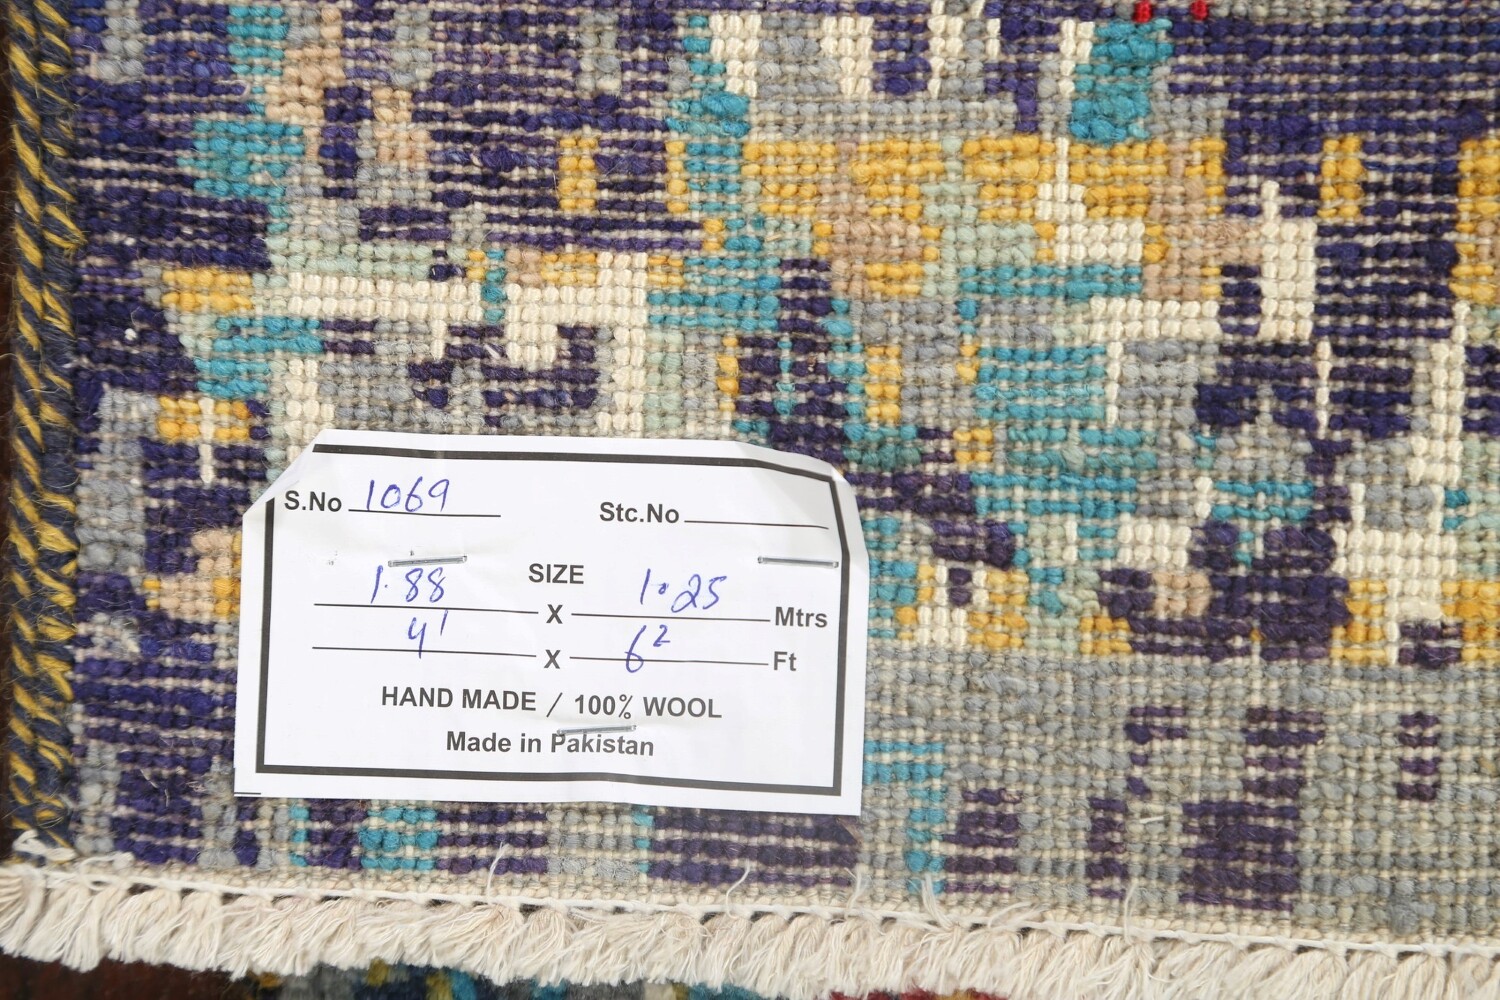 S.No 1069 Stc.No
1.88 SIZE 1.25
X Mtrs
4' X 6² Ft
HAND MADE / 100% WOOL
Made in Pakistan